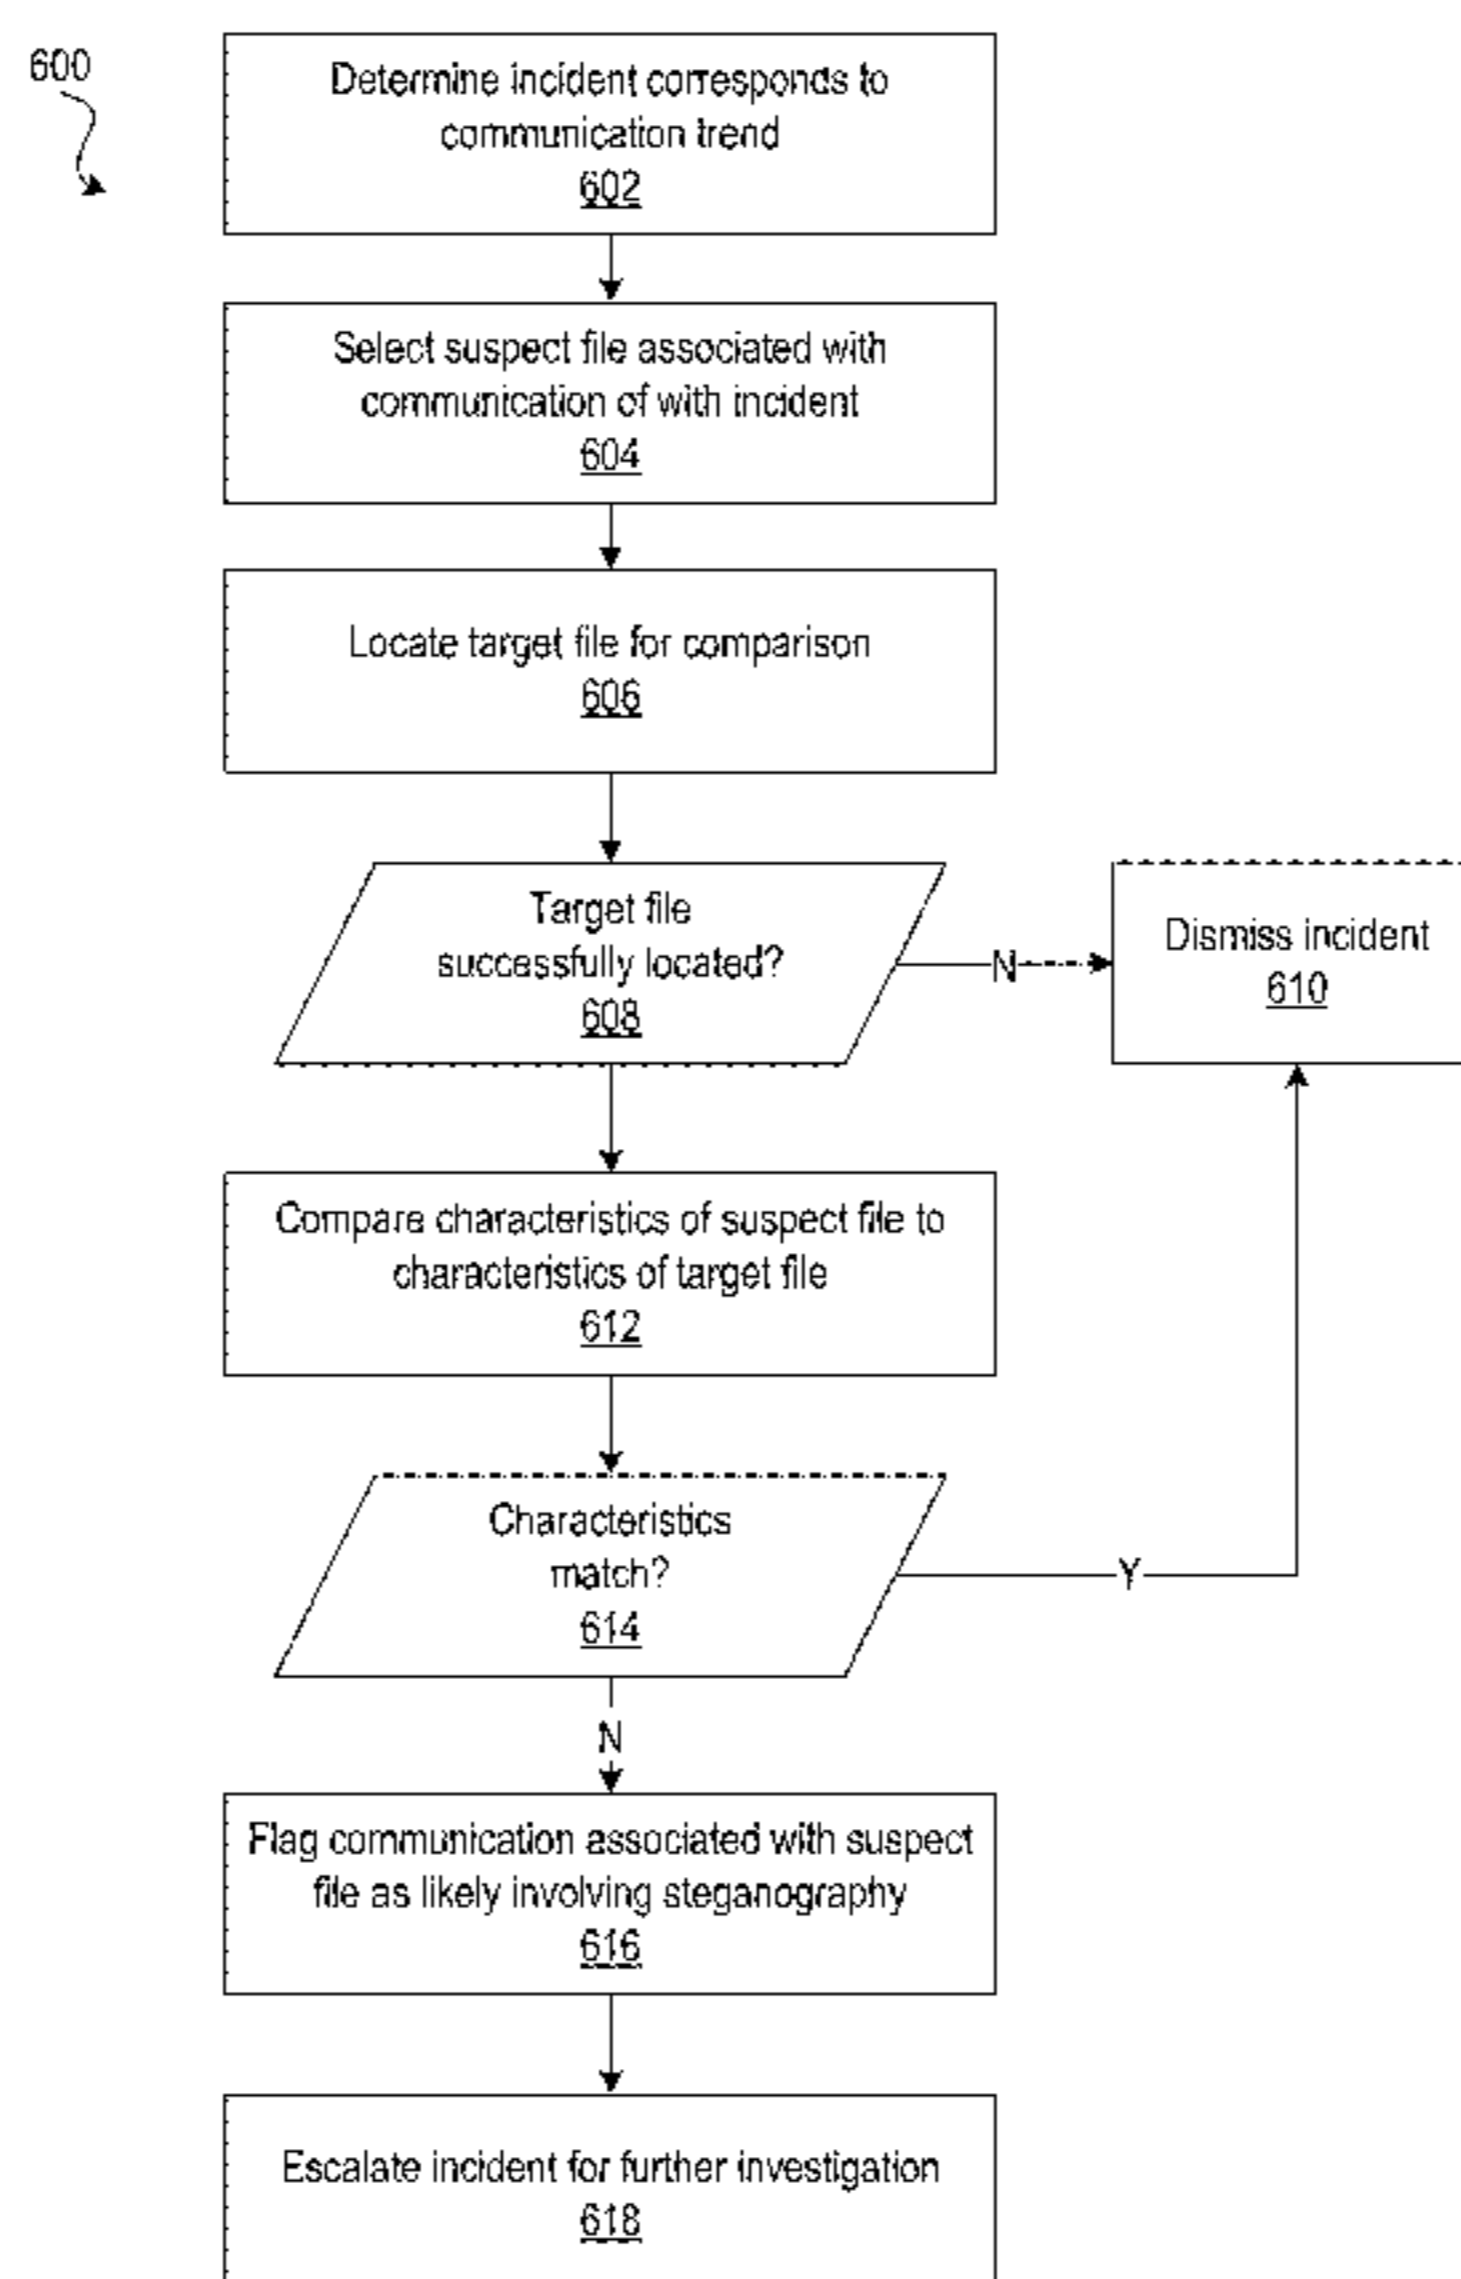 600
Determine incident corresponds to
communication trend
602
Select suspect file associated with
communication of with incident
604
Locate target file for comparison
606
Target file
successfully located?
608
N
Dismiss incident
610
Compare characteristics of suspect file to
characteristics of target file
612
Characteristics
match?
614
Y
N
Flag communication associated with suspect
file as likely involving steganography
616
Escalate incident for further investigation
618